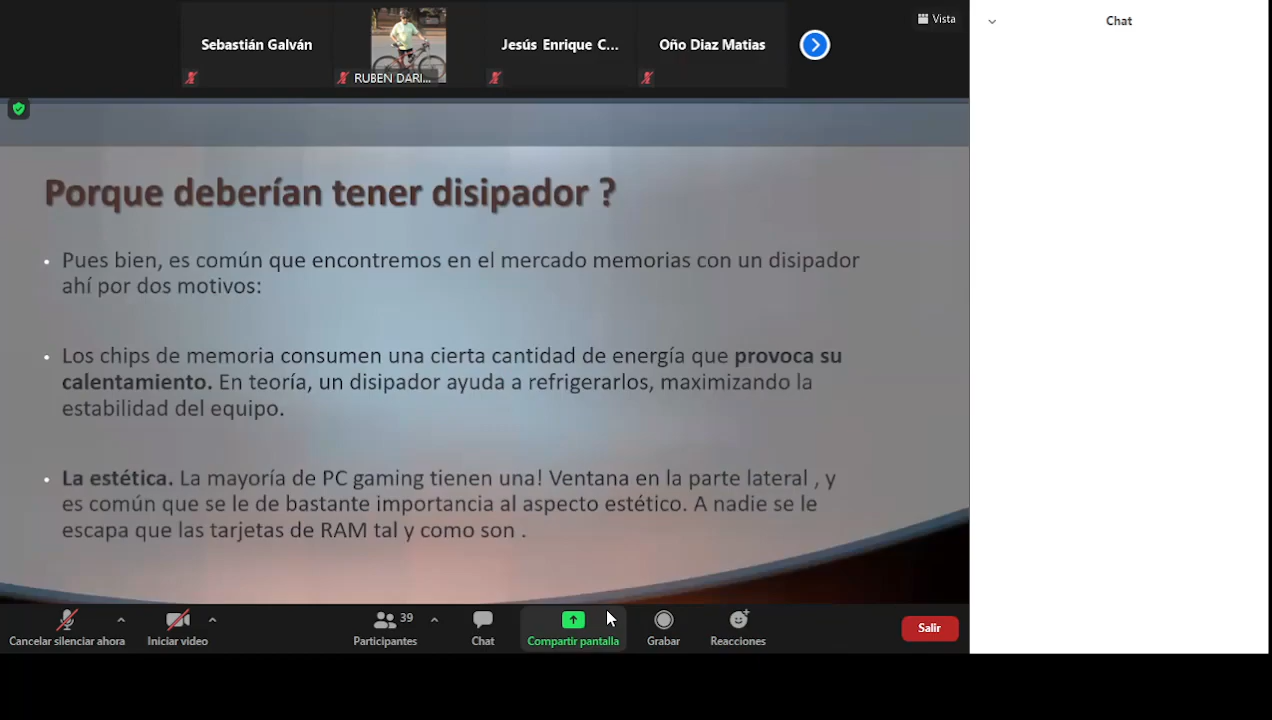 Sebastián Galván
RUBEN DARI...
Jesús Enrique C...
Oño Diaz Matias
Vista
Chat
Porque deberían tener disipador ?
• Pues bien, es común que encontremos en el mercado memorias con un disipador
ahí por dos motivos:
• Los chips de memoria consumen una cierta cantidad de energía que provoca su
calentamiento. En teoría, un disipador ayuda a refrigerarlos, maximizando la
estabilidad del equipo.
• La estética. La mayoría de PC gaming tienen una! Ventana en la parte lateral , y
es común que se le de bastante importancia al aspecto estético. A nadie se le
escapa que las tarjetas de RAM tal y como son .
Cancelar silenciar ahora
Iniciar video
39
Participantes
Chat
Compartir pantalla
Grabar
Reacciones
Salir